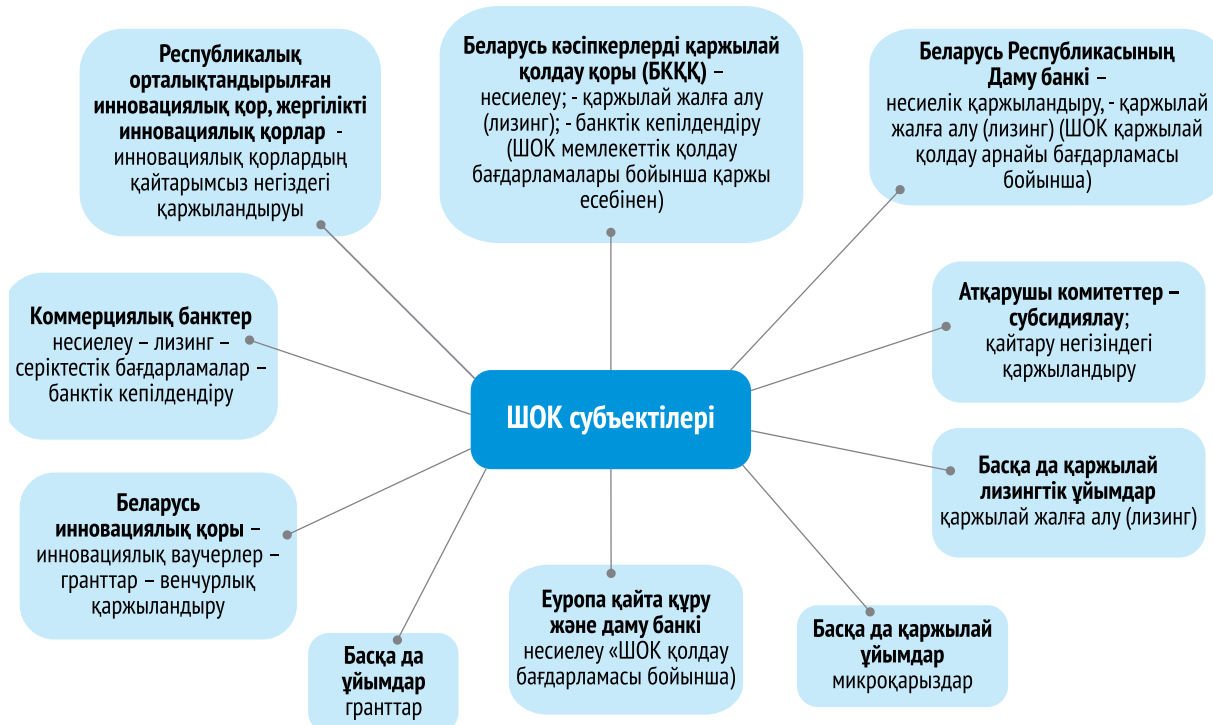 Республикалық
орталықтандырылған
инновациялық қор, жергілікті
инновациялық қорлар -
инновациялық қорлардың
қайтарымсыз негіздегі
қаржыландыруы
Беларусь кәсіпкерлерді қаржылай
қолдау қоры (БКҚҚ) –
несиелеу; - қаржылай жалға алу
(лизинг); - банктік кепілдендіру
(ШОК мемлекеттік қолдау
бағдарламалары бойынша қаржы
есебінен)
Беларусь Республикасының
Даму банкі –
несиелік қаржыландыру, - қаржылай
жалға алу (лизинг) (ШОК қаржылай
қолдау арнайы бағдарламасы
бойынша)
Коммерциялық банктер
несиелеу – лизинг –
серіктестік бағдарламалар –
банктік кепілдендіру
Атқарушы комитеттер –
субсидиялау;
қайтару негізіндегі
қаржыландыру
ШОК субъектілері
Басқа да қаржылай
лизингтік ұйымдар
қаржылай жалға алу (лизинг)
Беларусь
инновациялық қоры –
инновациялық ваучерлер –
гранттар – венчурлық
қаржыландыру
Басқа да
ұйымдар
гранттар
Еуропа қайта құру
және даму банкі
несиелеу «ШОК қолдау
бағдарламасы бойынша)
Басқа да қаржылай
ұйымдар
микроқарыздар